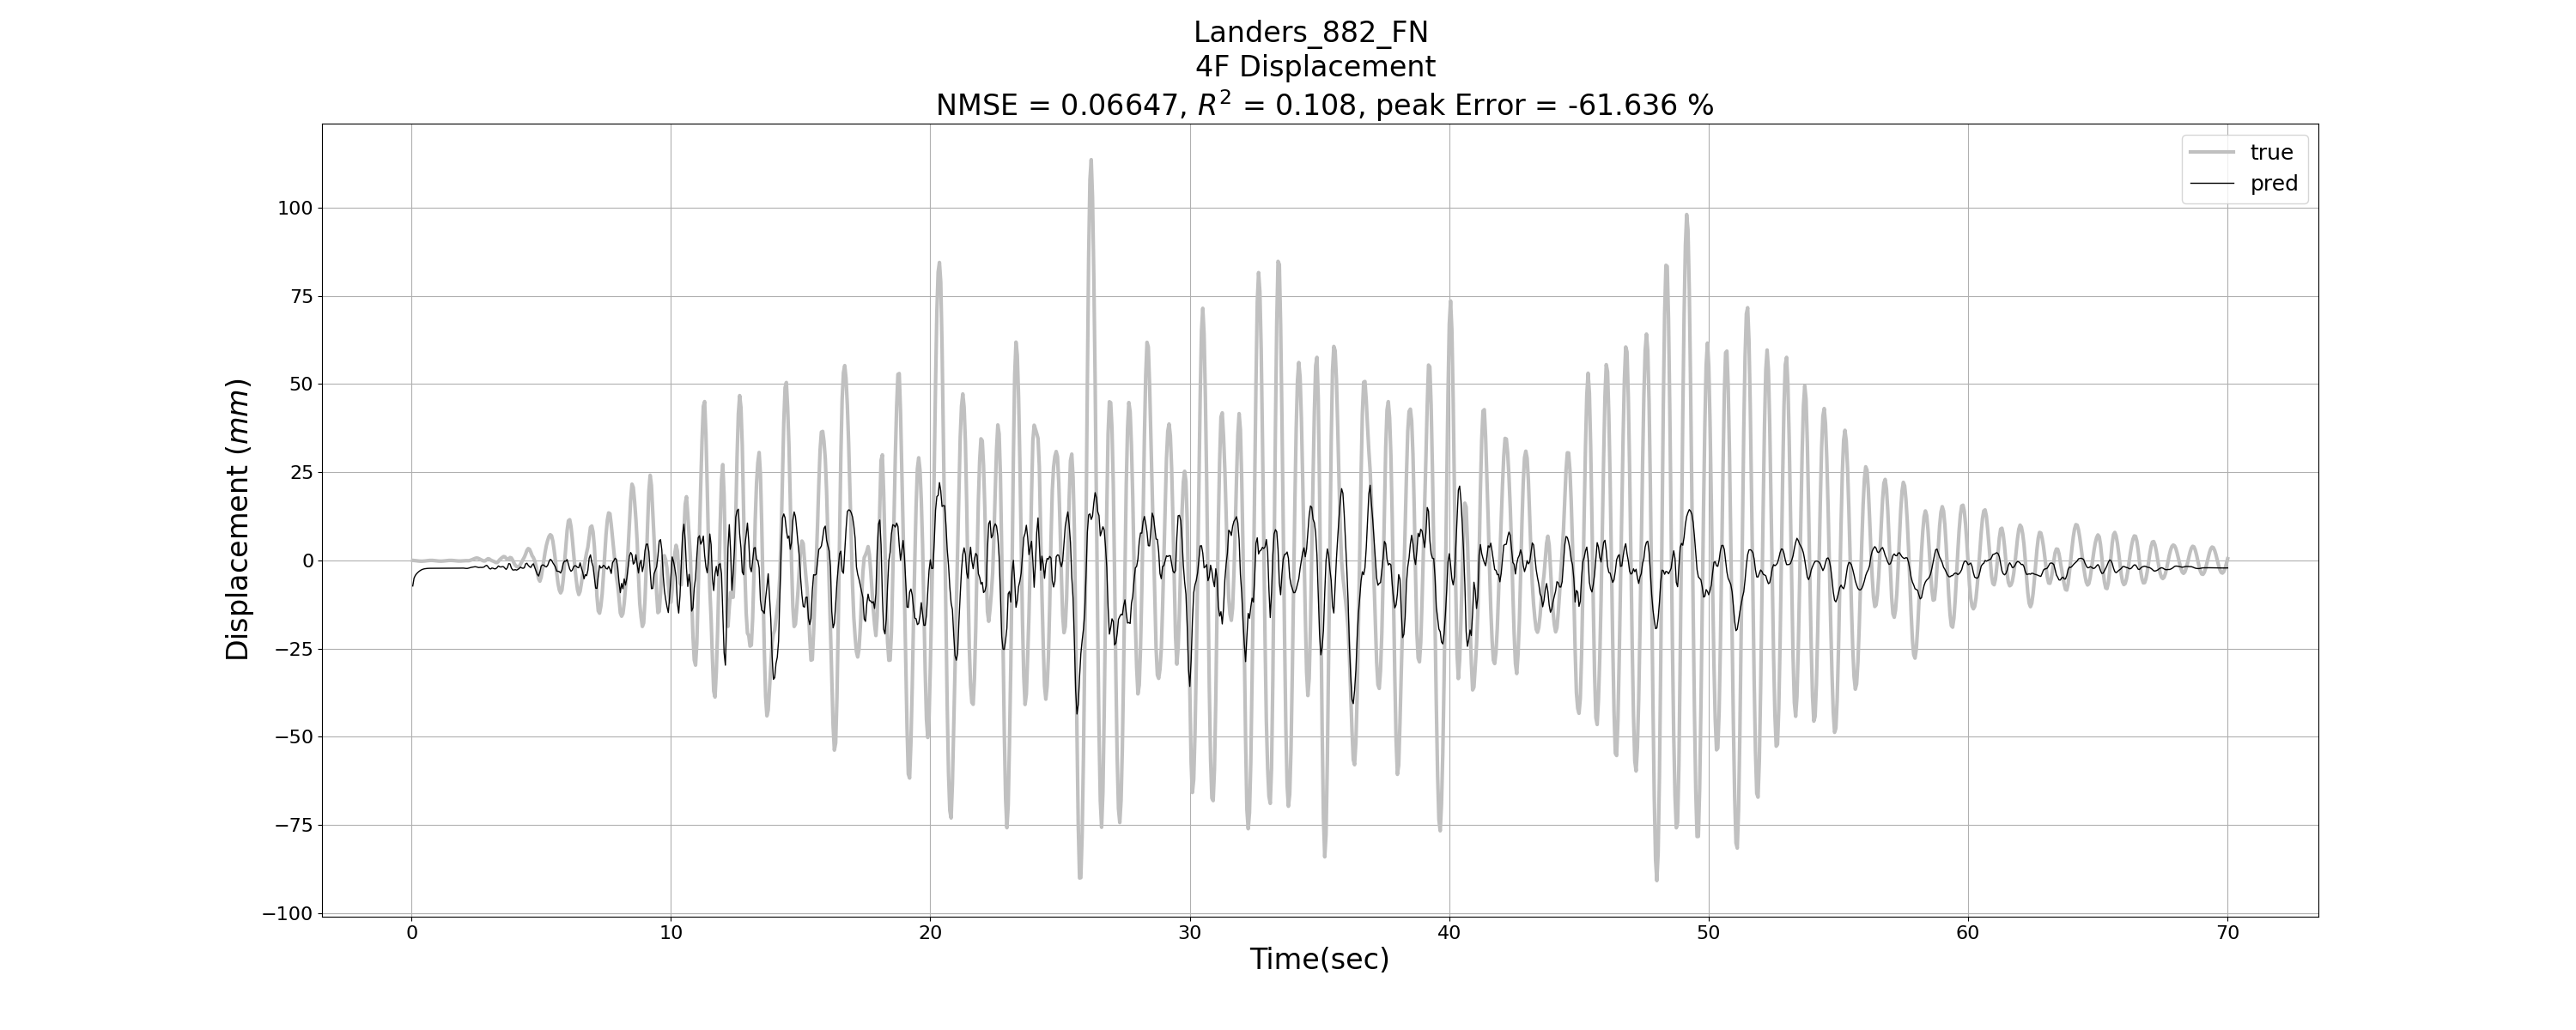 Landers_882_FN
4F Displacement
NMSE = 0.06647, R² = 0.108, peak Error = -61.636 %
true
pred
Displacement (mm)
100
75
50
25
0
−25
−50
−75
−100
0 10 20 30 40 50 60 70
Time(sec)